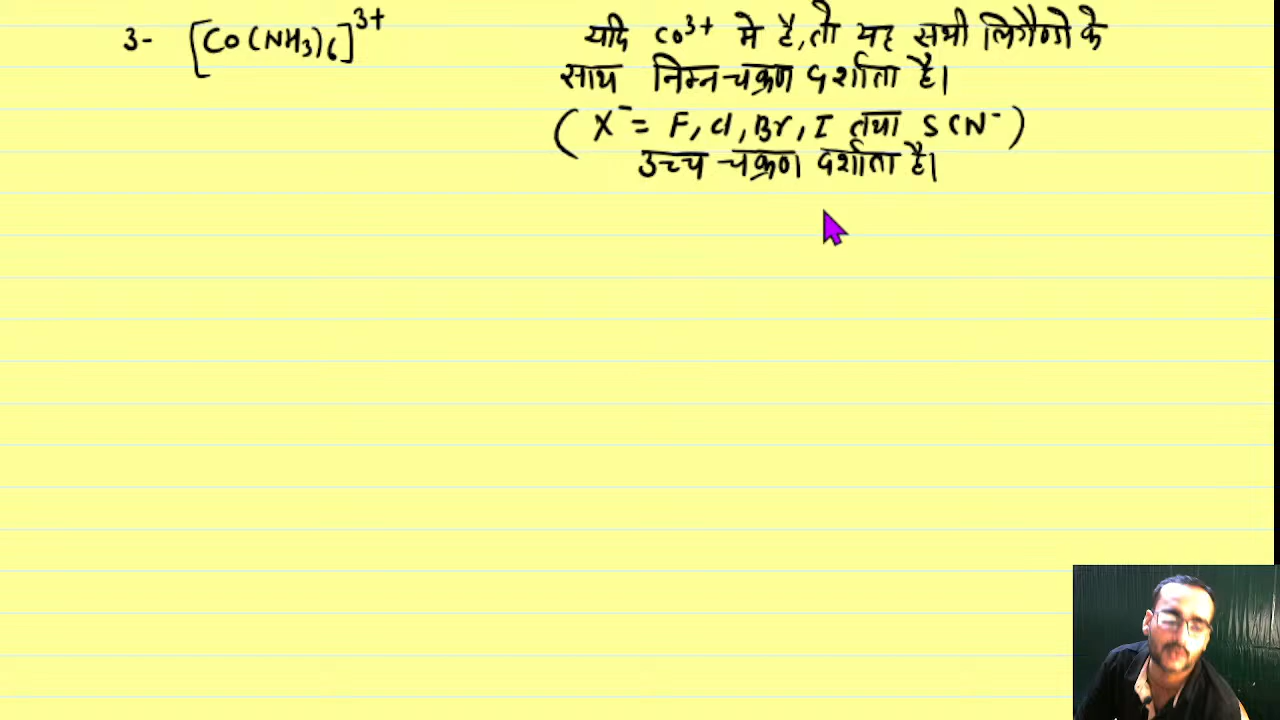 3- [Co(NH3)6]3+
यदि Co3+ मे है, तो यह सभी लिगैण्डो के
साथ निम्न चक्रण दर्शाता है।
( X- = F, Cl, Br, I तथा SCN- )
उच्च चक्रण दर्शाता है।